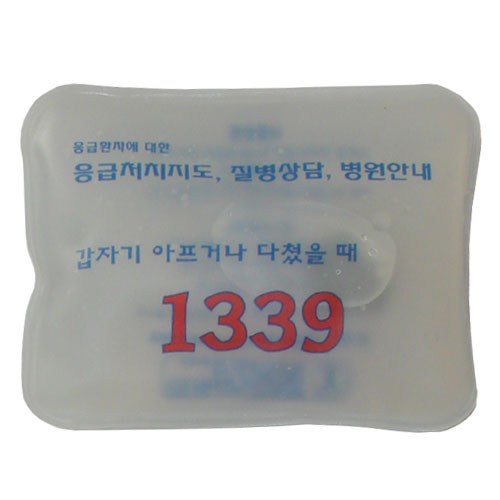 응급환자에 대한
응급처치지도, 질병상담, 병원안내
갑자기 아프거나 다쳤을 때
1339